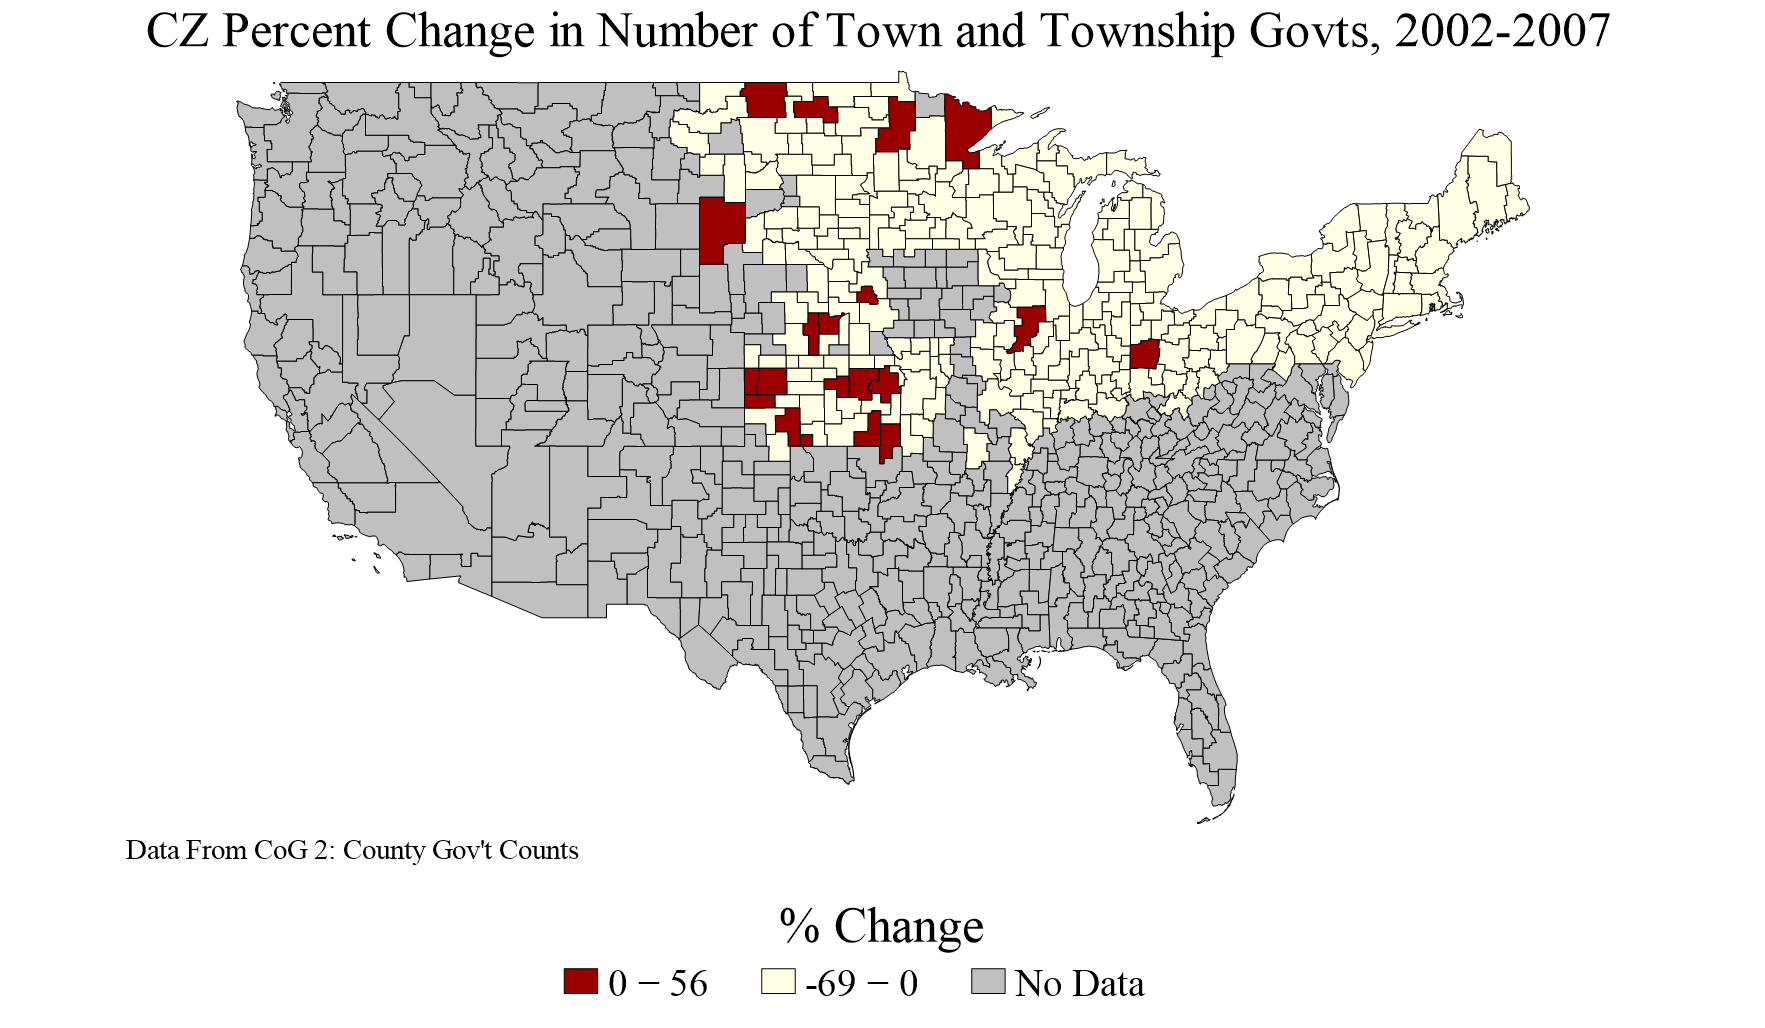 CZ Percent Change in Number of Town and Township Govts, 2002-2007
Data From CoG 2: County Gov't Counts
% Change
0 − 56
-69 − 0
No Data